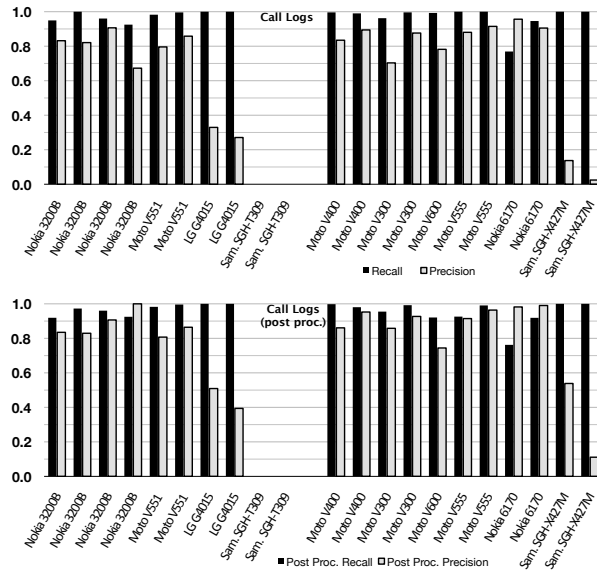 Call Logs
1.0
0.8
0.6
0.4
0.2
0.0
Nokia 3200B
Nokia 3200B
Nokia 3200B
Nokia 3200B
Moto V551
Moto V551
LG G4015
LG G4015
Sam. SGH-T309
Sam. SGH-T309
Moto V400
Moto V400
Moto V300
Moto V300
Moto V600
Moto V555
Moto V555
Nokia 6170
Nokia 6170
Sam. SGH-X427M
Sam. SGH-X427M
Recall Precision
Call Logs
(post proc.)
1.0
0.8
0.6
0.4
0.2
0.0
Nokia 3200B
Nokia 3200B
Nokia 3200B
Nokia 3200B
Moto V551
Moto V551
LG G4015
LG G4015
Sam. SGH-T309
Sam. SGH-T309
Moto V400
Moto V400
Moto V300
Moto V300
Moto V600
Moto V555
Moto V555
Nokia 6170
Nokia 6170
Sam. SGH-X427M
Sam. SGH-X427M
Post Proc. Recall Post Proc. Precision